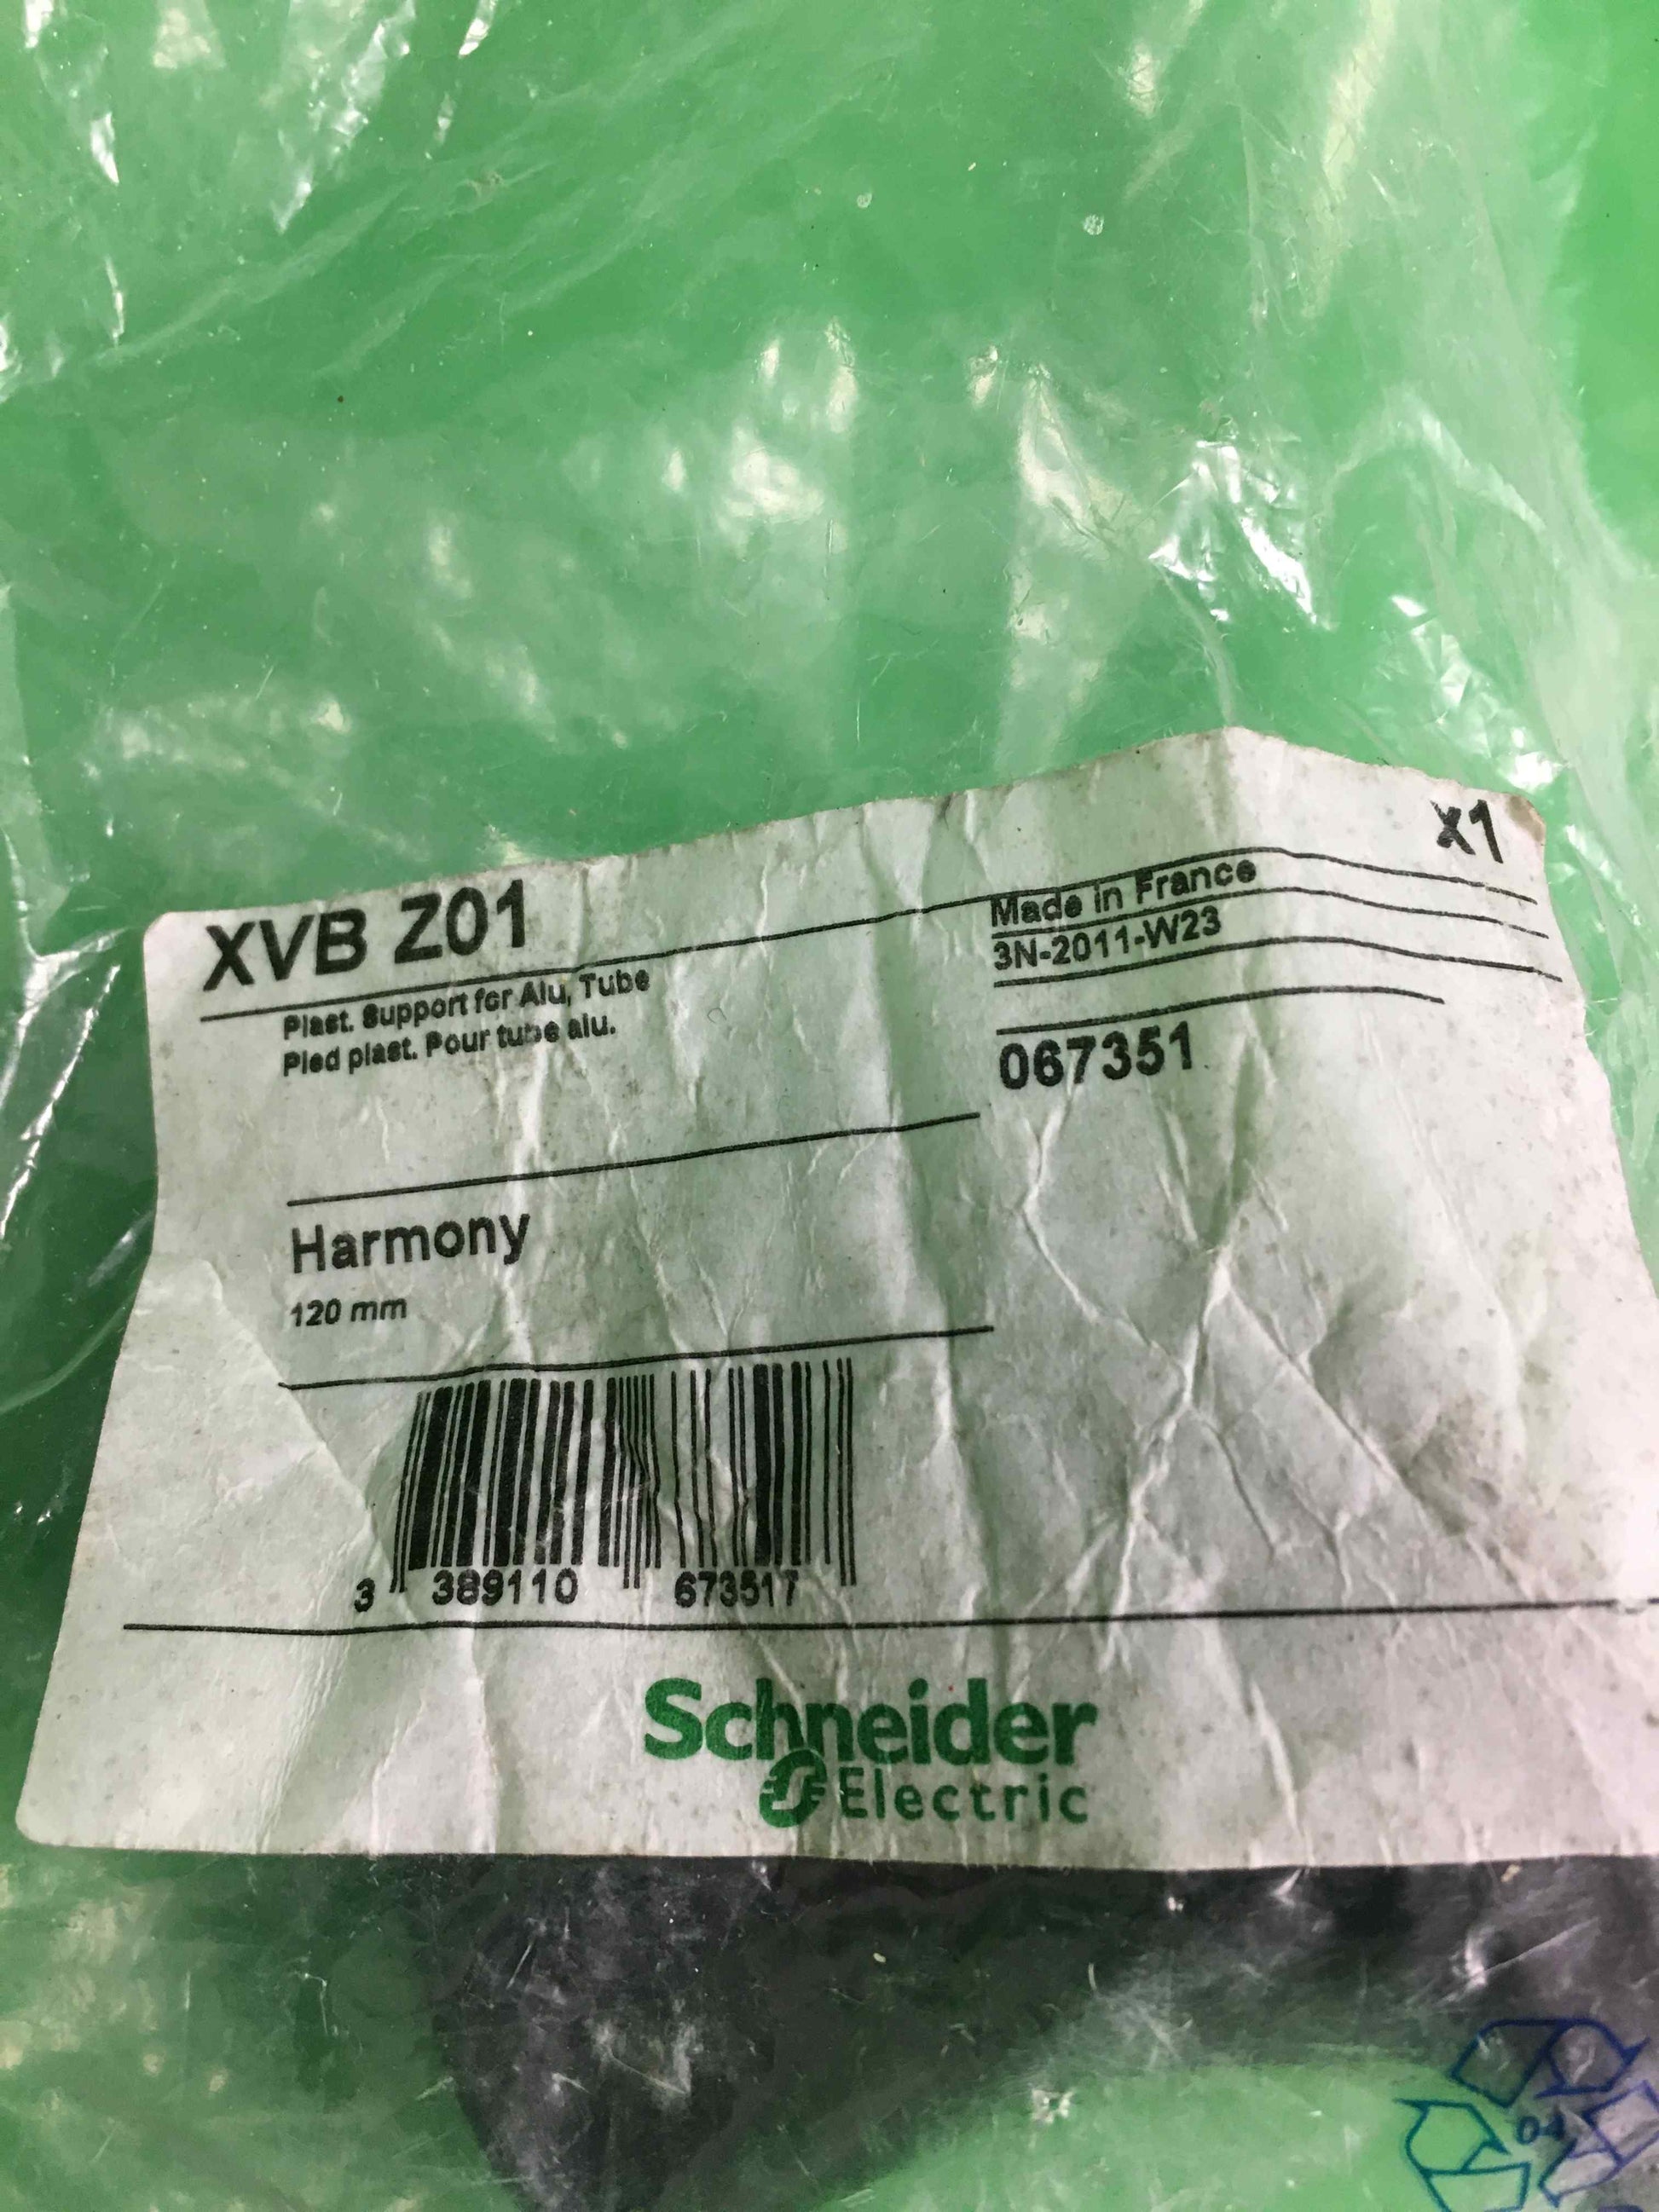 XVB Z01
x1
Plast. Support for Alu, Tube
Pied plast. Pour tube alu.
Made in France
3N-2011-W23
067351
Harmony
120 mm
3 389110 673517
Schneider
Electric
04